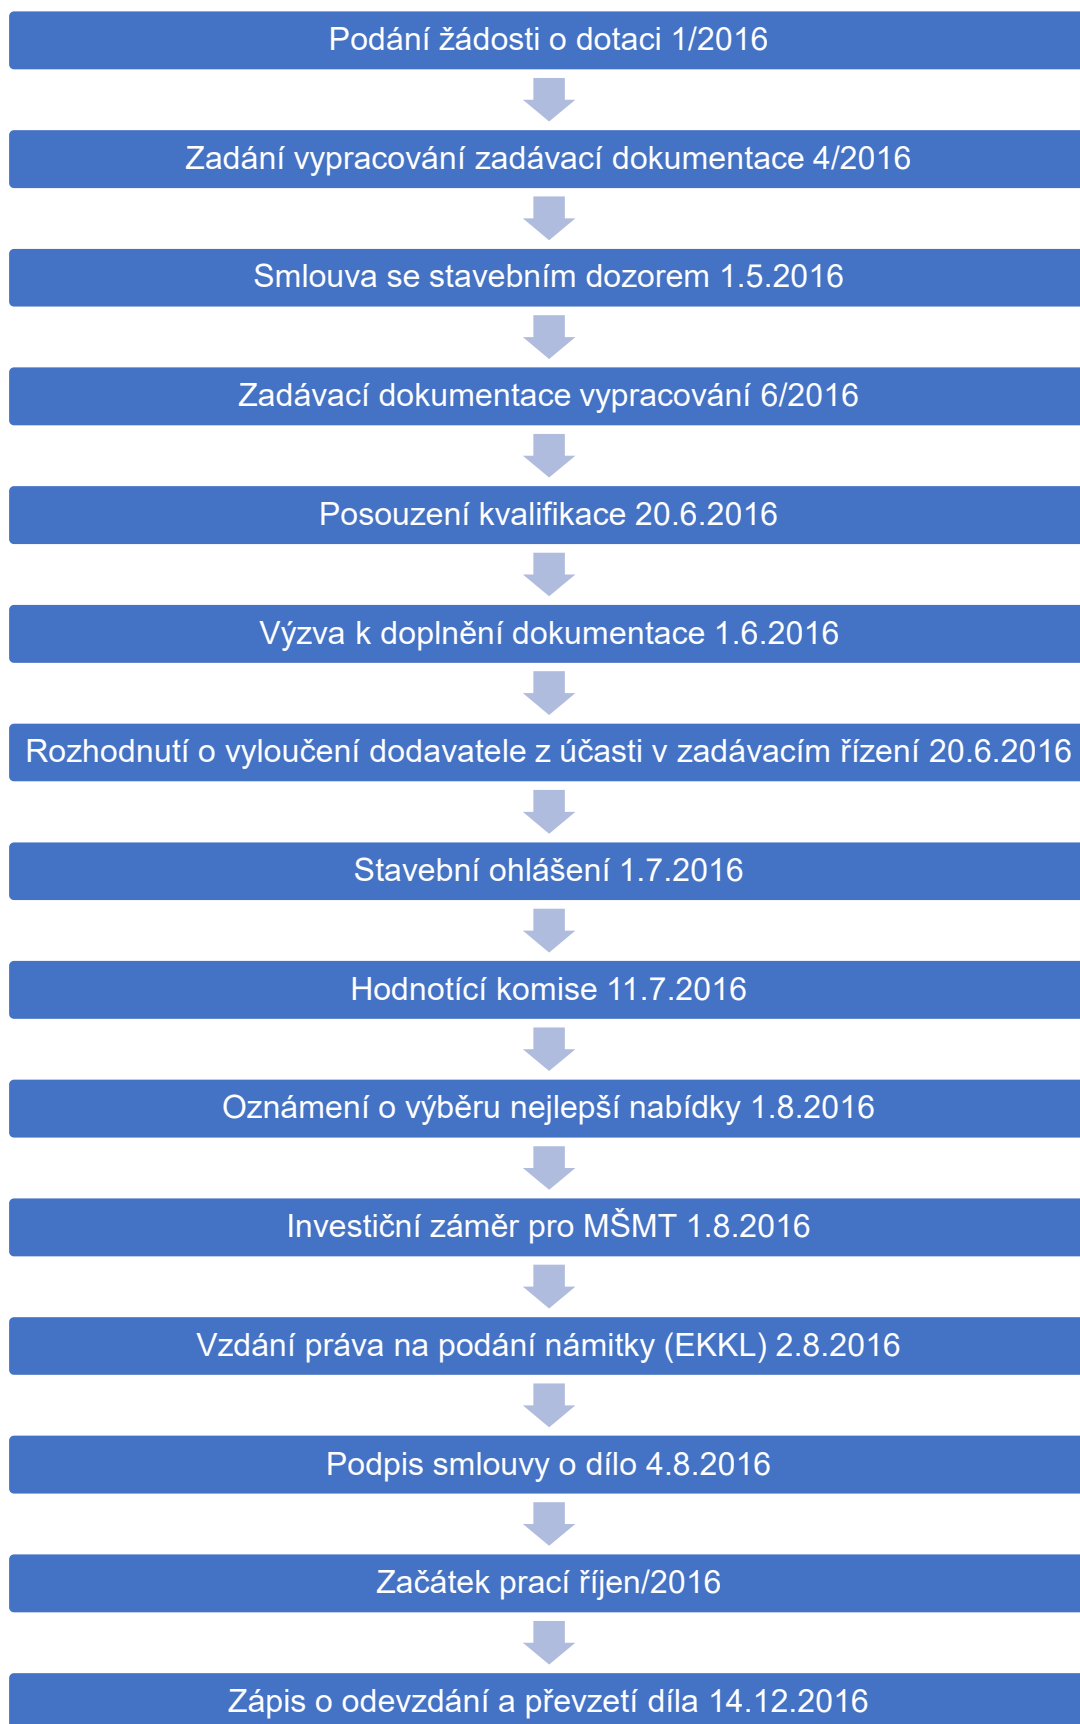 Podání žádosti o dotaci 1/2016
Zadání vypracování zadávací dokumentace 4/2016
Smlouva se stavebním dozorem 1.5.2016
Zadávací dokumentace vypracování 6/2016
Posouzení kvalifikace 20.6.2016
Výzva k doplnění dokumentace 1.6.2016
Rozhodnutí o vyloučení dodavatele z účasti v zadávacím řízení 20.6.2016
Stavební ohlášení 1.7.2016
Hodnotící komise 11.7.2016
Oznámení o výběru nejlepší nabídky 1.8.2016
Investiční záměr pro MŠMT 1.8.2016
Vzdání práva na podání námitky (EKKL) 2.8.2016
Podpis smlouvy o dílo 4.8.2016
Začátek prací říjen/2016
Zápis o odevzdání a převzetí díla 14.12.2016